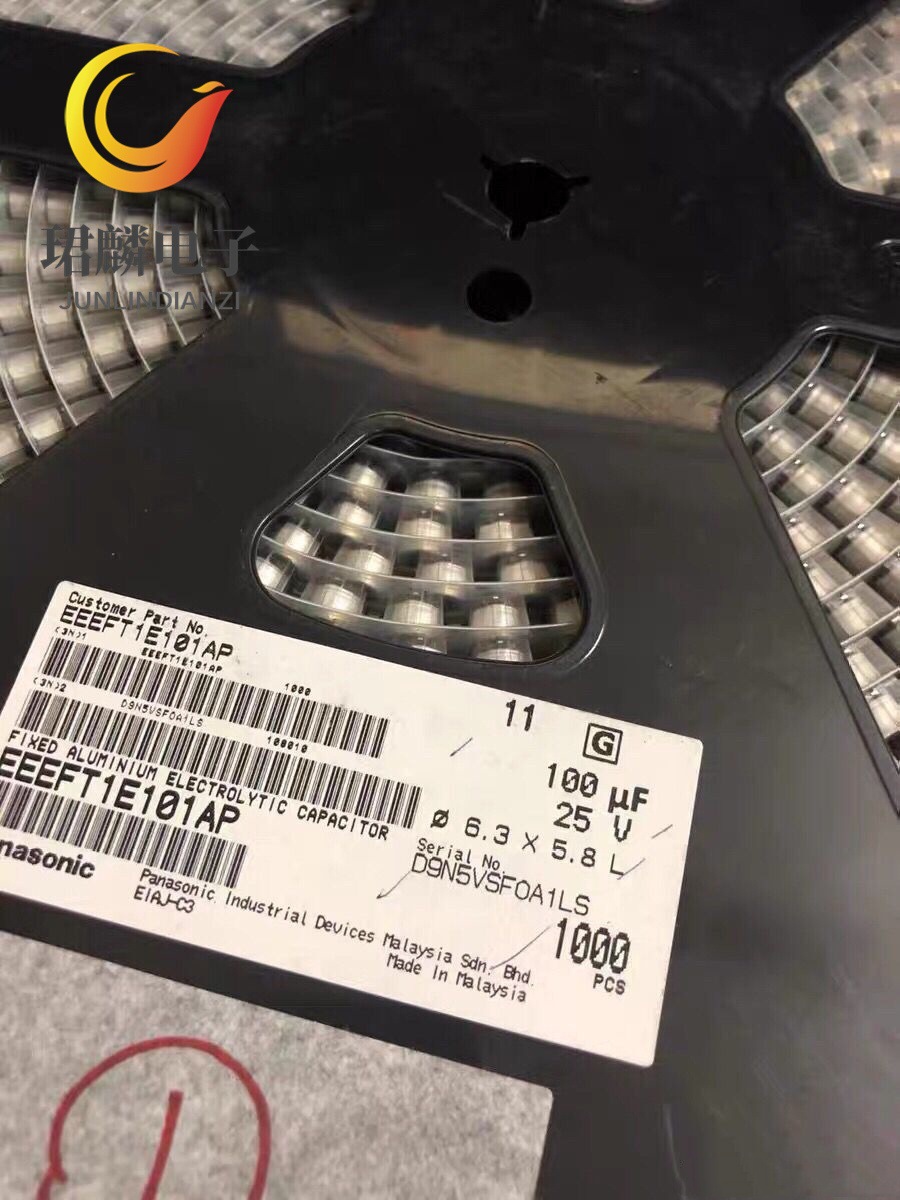 珺麟电子
JUNLINDIANZI
Customer Part No.
EEEFT1E101AP
(3N)1
EEEFT1E101AP
1000
(3N)2
D9N5VSFOA1LS
100010
FIXED ALUMINIUM ELECTROLYTIC CAPACITOR
EEEFT1E101AP
11
G
100 µF
25 V
ø 6.3 X 5.8 L
Serial No
D9N5VSFOA1LS
1000
PCS
nasonic
Panasonic Industrial Devices Malaysia Sdn. Bhd.
EIAJ-C3
Made In Malaysia